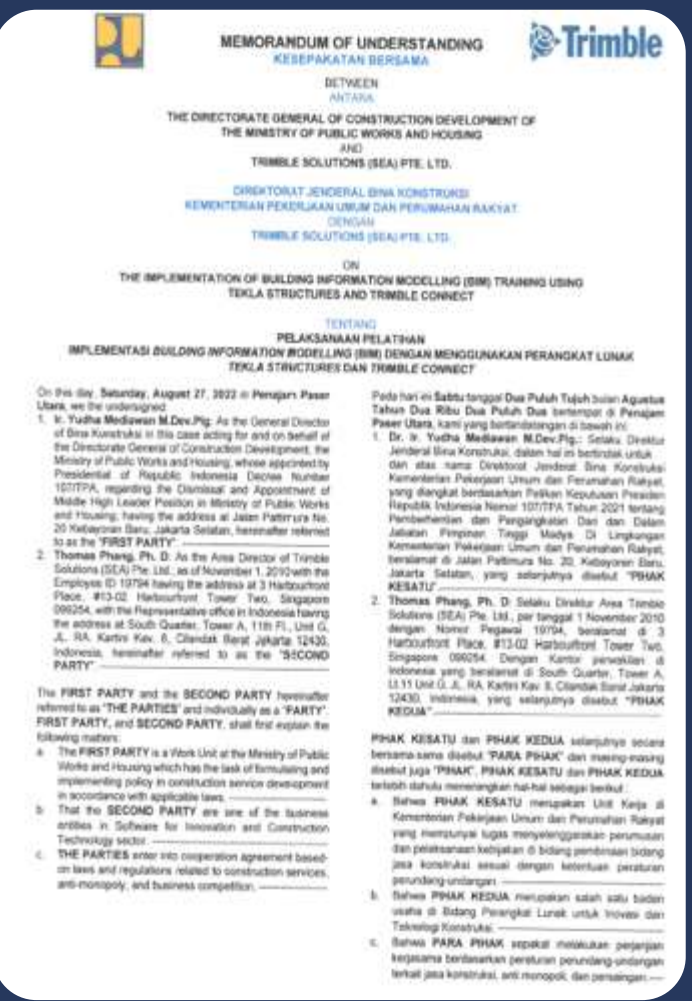 Trimble
MEMORANDUM OF UNDERSTANDING
KESEPAKATAN BERSAMA
BETWEEN
ANTARA
THE DIRECTORATE GENERAL OF CONSTRUCTION DEVELOPMENT OF
THE MINISTRY OF PUBLIC WORKS AND HOUSING
AND
TRIMBLE SOLUTIONS (SEA) PTE. LTD.
DIREKTORAT JENDERAL BINA KONSTRUKSI
KEMENTERIAN PEKERJAAN UMUM DAN PERUMAHAN RAKYAT
DENGAN
TRIMBLE SOLUTIONS (SEA) PTE. LTD.
ON
THE IMPLEMENTATION OF BUILDING INFORMATION MODELLING (BIM) TRAINING USING
TEKLA STRUCTURES AND TRIMBLE CONNECT
TENTANG
PELAKSANAAN PELATIHAN
IMPLEMENTASI BUILDING INFORMATION MODELLING (BIM) DENGAN MENGGUNAKAN PERANGKAT LUNAK
TEKLA STRUCTURES DAN TRIMBLE CONNECT
On this day, Saturday, August 27, 2022 in Penajam Paser
Utara, we the undersigned
1. Ir. Yudha Mediawan M.Dev.Plg: As the General Director
of Bina Konstruksi in this case acting for and on behalf of
the Directorate General of Construction Development, the
Ministry of Public Works and Housing, whose appointed by
Presidential of Republic Indonesia Decree Number
107/TPA, regarding the Dismissal and Appointment of
Middle High Leader Position in Ministry of Public Works
and Housing; having the address at Jalan Pattimura No.
20 Kebayoran Baru, Jakarta Selatan, hereinafter referred
to as the "FIRST PARTY".
2. Thomas Phang, Ph. D: As the Area Director of Trimble
Solutions (SEA) Pte. Ltd., as of November 1, 2010 with the
Employee ID 19794 having the address at 3 Harbourfront
Place, #13-02 Harbourfront Tower Two, Singapore
099254, with the Representative office in Indonesia having
the address at South Quarter, Tower A, 11th Fl., Unit G,
JL. RA. Kartini Kav. 8, Cilandak Barat Jakarta 12430,
Indonesia, hereinafter referred to as the "SECOND
PARTY"
The FIRST PARTY and the SECOND PARTY hereinafter
referred to as "THE PARTIES" and individually as a "PARTY".
FIRST PARTY, and SECOND PARTY, shall first explain the
following matters:
a. The FIRST PARTY is a Work Unit at the Ministry of Public
Works and Housing which has the task of formulating and
implementing policy in construction service development
in accordance with applicable laws.
b. That the SECOND PARTY are one of the business
entities in Software for Innovation and Construction
Technology sector.
c. THE PARTIES enter into cooperation agreement based-
on laws and regulations related to construction services,
anti-monopoly, and business competition.
Pada hari ini Sabtu tanggal Dua Puluh Tujuh bulan Agustus
Tahun Dua Ribu Dua Puluh Dua bertempat di Penajam
Paser Utara, kami yang bertandatangan di bawah ini:
1. Dr. Ir. Yudha Mediawan M.Dev.Plg.: Selaku Direktur
Jenderal Bina Konstruksi, dalam hal ini bertindak untuk
dan atas nama Direktorat Jenderal Bina Konstruksi
Kementerian Pekerjaan Umum dan Perumahan Rakyat,
yang diangkat berdasarkan Petikan Keputusan Presiden
Republik Indonesia Nomor 107/TPA Tahun 2021 tentang
Pemberhentian dan Pengangkatan Dari dan Dalam
Jabatan Pimpinan Tinggi Madya Di Lingkungan
Kementerian Pekerjaan Umum dan Perumahan Rakyat,
beralamat di Jalan Pattimura No. 20, Kebayoran Baru,
Jakarta Selatan, yang selanjutnya disebut "PIHAK
KESATU"
2. Thomas Phang, Ph. D: Selaku Direktur Area Trimble
Solutions (SEA) Pte. Ltd., per tanggal 1 November 2010
dengan Nomor Pegawai 19794, beralamat di 3
Harbourfront Place, #13-02 Harbourfront Tower Two,
Singapore 099254. Dengan Kantor perwakilan di
Indonesia yang beralamat di South Quarter, Tower A,
Lt.11 Unit G. JL. RA. Kartini Kav. 8, Cilandak Barat Jakarta
12430, Indonesia, yang selanjutnya disebut "PIHAK
KEDUA"
PIHAK KESATU dan PIHAK KEDUA selanjutnya secara
bersama-sama disebut "PARA PIHAK" dan masing-masing
disebut juga "PIHAK". PIHAK KESATU dan PIHAK KEDUA
terlebih dahulu menerangkan hal-hal sebagai berikut :
a. Bahwa PIHAK KESATU merupakan Unit Kerja di
Kementerian Pekerjaan Umum dan Perumahan Rakyat
yang mempunyai tugas menyelenggarakan perumusan
dan pelaksanaan kebijakan di bidang pembinaan bidang
jasa konstruksi sesuai dengan ketentuan peraturan
perundang-undangan.
b. Bahwa PIHAK KEDUA merupakan salah satu badan
usaha di Bidang Perangkat Lunak untuk Inovasi dan
Teknologi Konstruksi.
c. Bahwa PARA PIHAK sepakat melakukan perjanjian
kerjasama berdasarkan peraturan perundang-undangan
terkait jasa konstruksi, anti monopoli, dan persaingan.